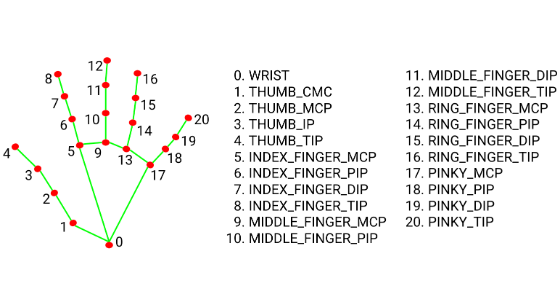 12
8
16
11
7
15
20
10
6
14
19
4
5
9
13
18
3
17
2
1
0
0. WRIST
1. THUMB_CMC
2. THUMB_MCP
3. THUMB_IP
4. THUMB_TIP
5. INDEX_FINGER_MCP
6. INDEX_FINGER_PIP
7. INDEX_FINGER_DIP
8. INDEX_FINGER_TIP
9. MIDDLE_FINGER_MCP
10. MIDDLE_FINGER_PIP
11. MIDDLE_FINGER_DIP
12. MIDDLE_FINGER_TIP
13. RING_FINGER_MCP
14. RING_FINGER_PIP
15. RING_FINGER_DIP
16. RING_FINGER_TIP
17. PINKY_MCP
18. PINKY_PIP
19. PINKY_DIP
20. PINKY_TIP